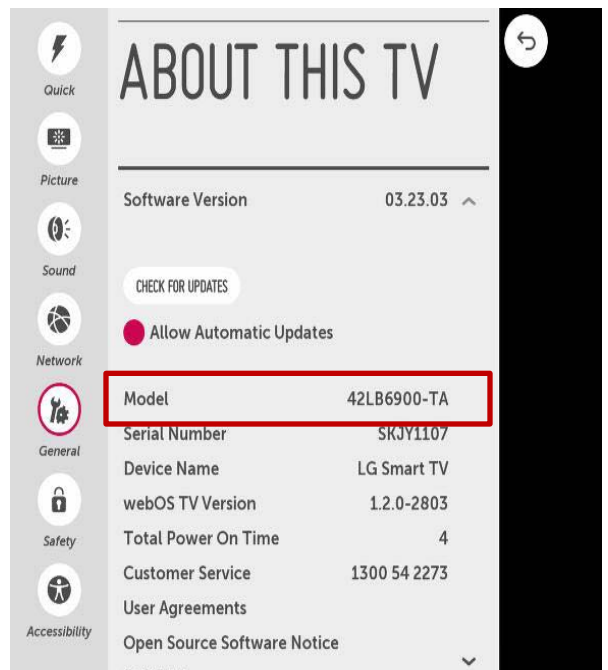 Quick
Picture
Sound
Network
General
Safety
Accessibility
ABOUT THIS TV
Software Version 03.23.03
CHECK FOR UPDATES
Allow Automatic Updates
Model 42LB6900-TA
Serial Number SKJY1107
Device Name LG Smart TV
webOS TV Version 1.2.0-2803
Total Power On Time 4
Customer Service 1300 54 2273
User Agreements
Open Source Software Notice